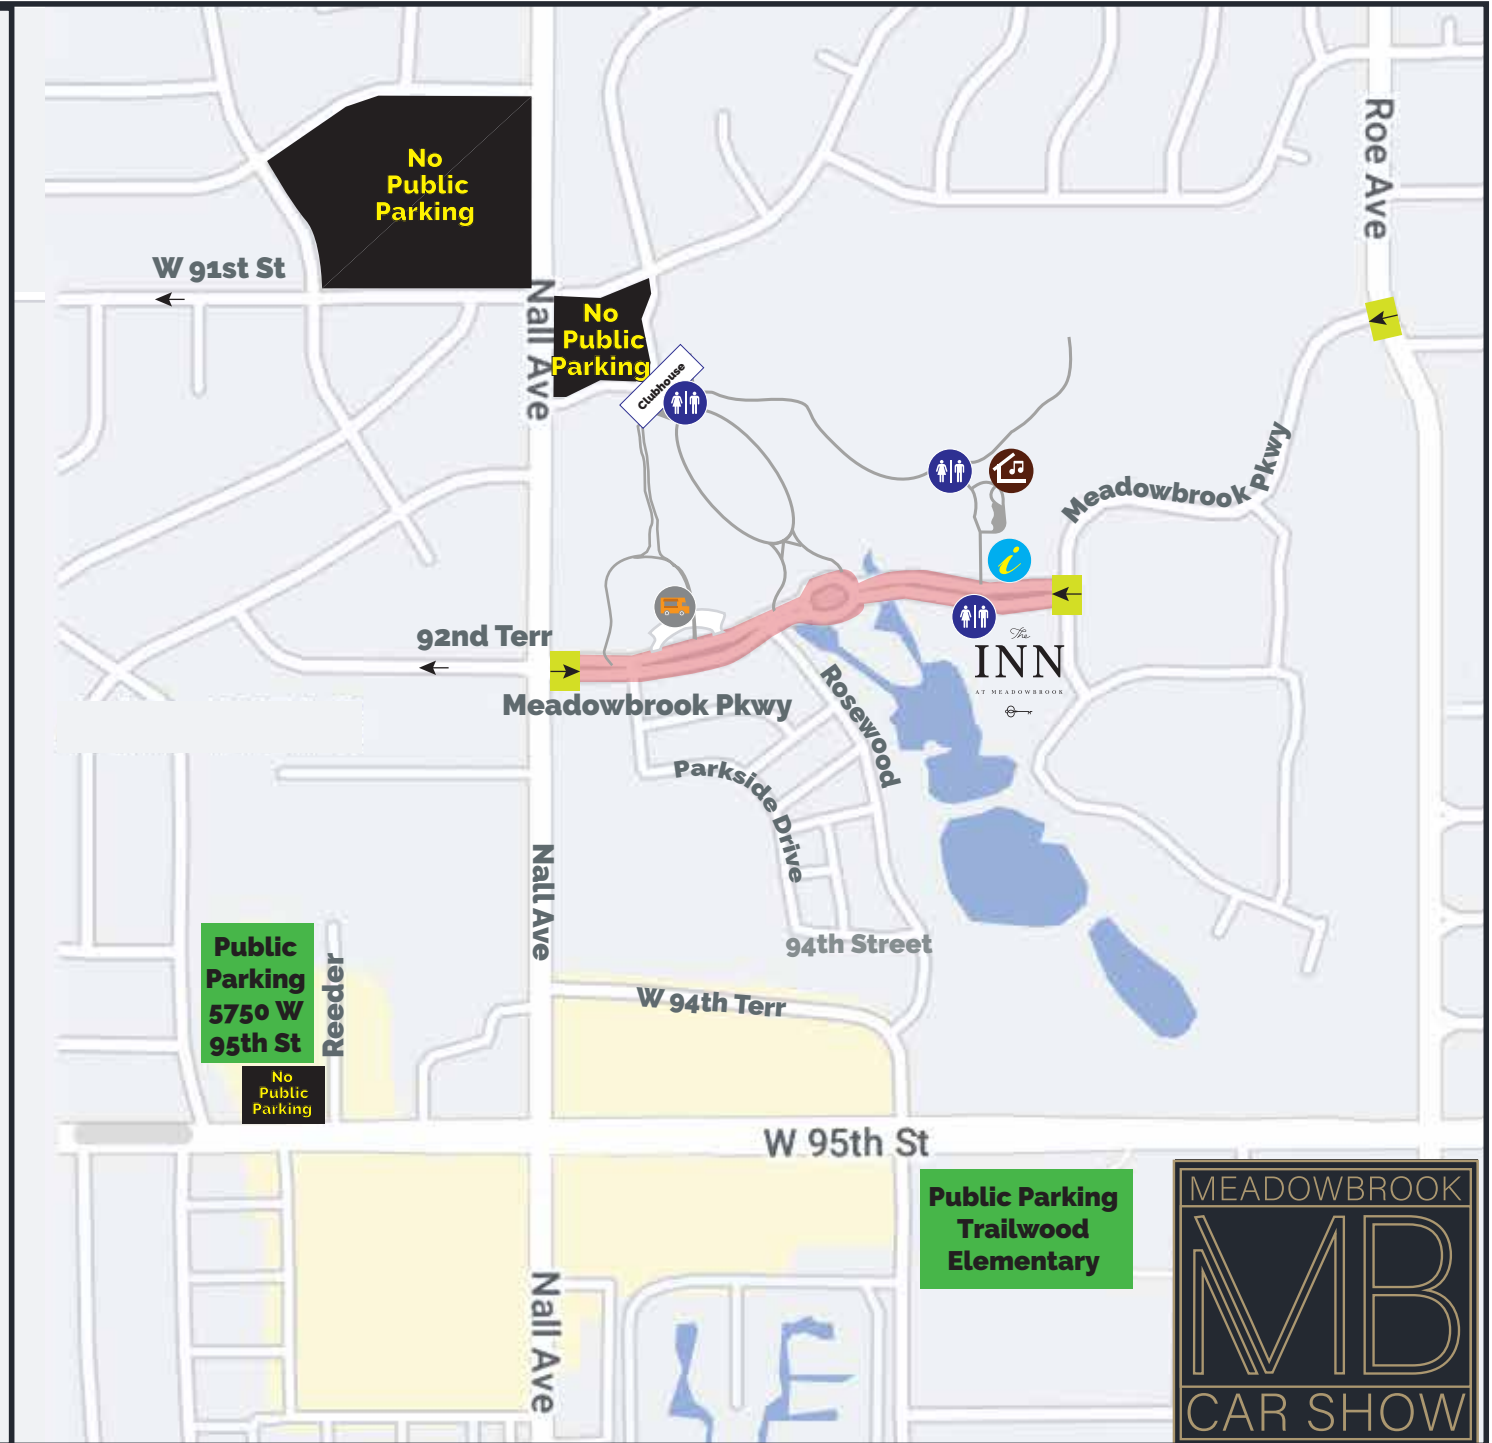 No
Public
Parking
Roe Ave
W 91st St
Nall Ave
No
Public
Parking
Clubhouse
Meadowbrook Pkwy
i
92nd Terr
The
INN
AT MEADOWBROOK
Meadowbrook Pkwy
Rosewood
Parkside Drive
Nall Ave
94th Street
Public
Parking
5750 W
95th St
Reeder
W 94th Terr
No
Public
Parking
W 95th St
Public Parking
Trailwood
Elementary
MEADOWBROOK
MB
CAR SHOW
Nall Ave